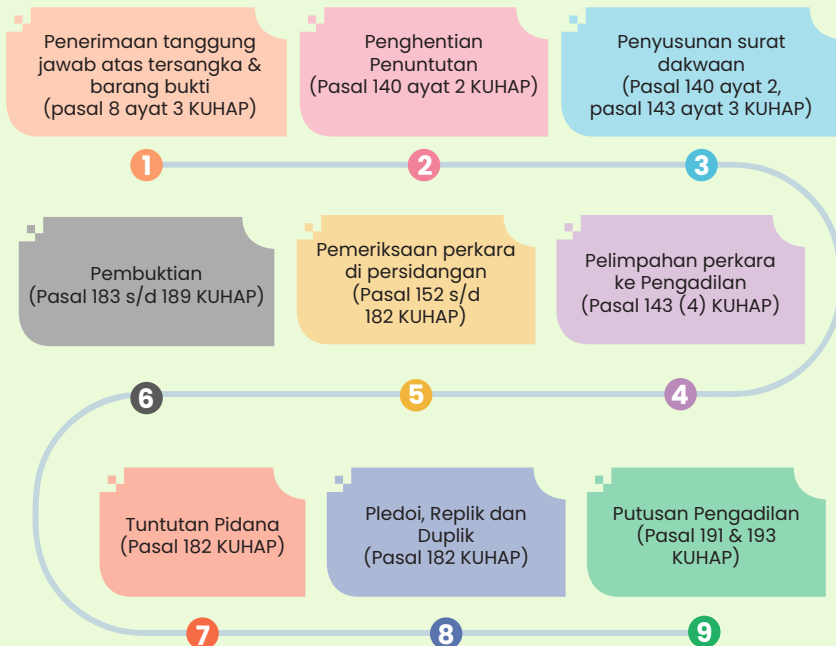 Penerimaan tanggung
jawab atas tersangka &
barang bukti
(pasal 8 ayat 3 KUHAP)
1
Penghentian
Penuntutan
(Pasal 140 ayat 2 KUHAP)
2
Penyusunan surat
dakwaan
(Pasal 140 ayat 2,
pasal 143 ayat 3 KUHAP)
3
Pelimpahan perkara
ke Pengadilan
(Pasal 143 (4) KUHAP)
4
Pemeriksaan perkara
di persidangan
(Pasal 152 s/d
182 KUHAP)
5
Pembuktian
(Pasal 183 s/d 189 KUHAP)
6
Tuntutan Pidana
(Pasal 182 KUHAP)
7
Pledoi, Replik dan
Duplik
(Pasal 182 KUHAP)
8
Putusan Pengadilan
(Pasal 191 & 193
KUHAP)
9